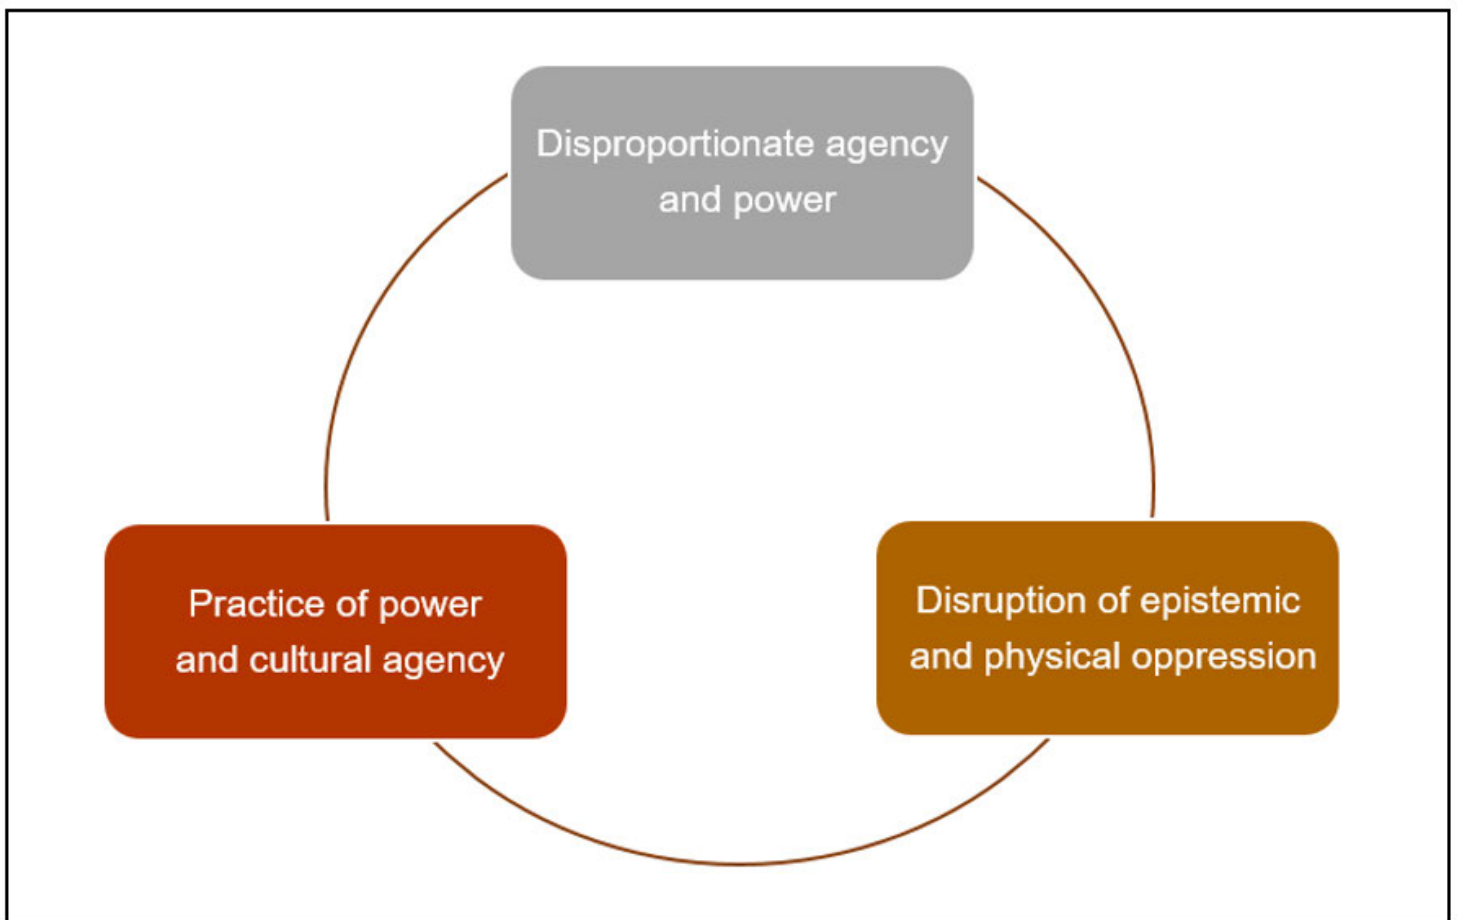 Disproportionate agency
and power
Practice of power
and cultural agency
Disruption of epistemic
and physical oppression